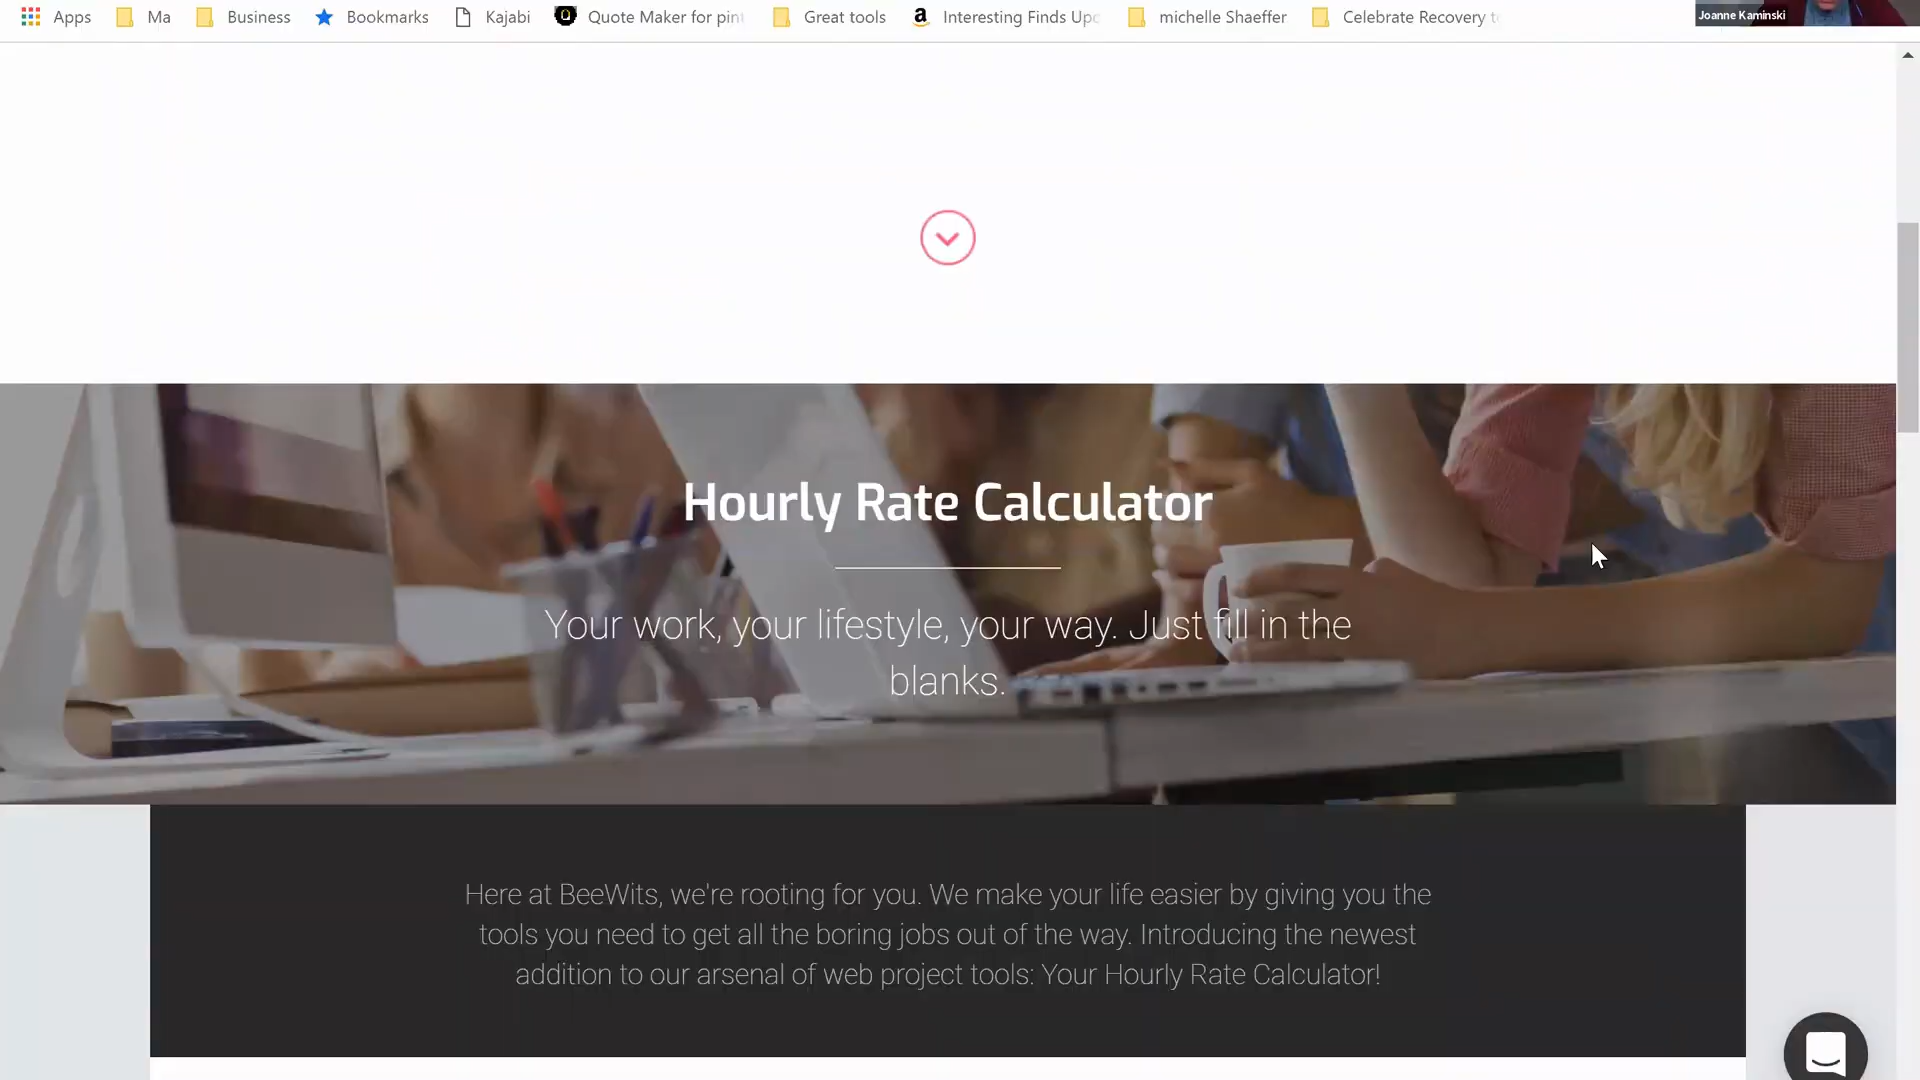 Apps Ma Business Bookmarks Kajabi Quote Maker for pin Great tools Interesting Finds Upd michelle Shaeffer Celebrate Recovery t
Joanne Kaminski
Hourly Rate Calculator
Your work, your lifestyle, your way. Just fill in the
blanks.
Here at BeeWits, we're rooting for you. We make your life easier by giving you the
tools you need to get all the boring jobs out of the way. Introducing the newest
addition to our arsenal of web project tools: Your Hourly Rate Calculator!